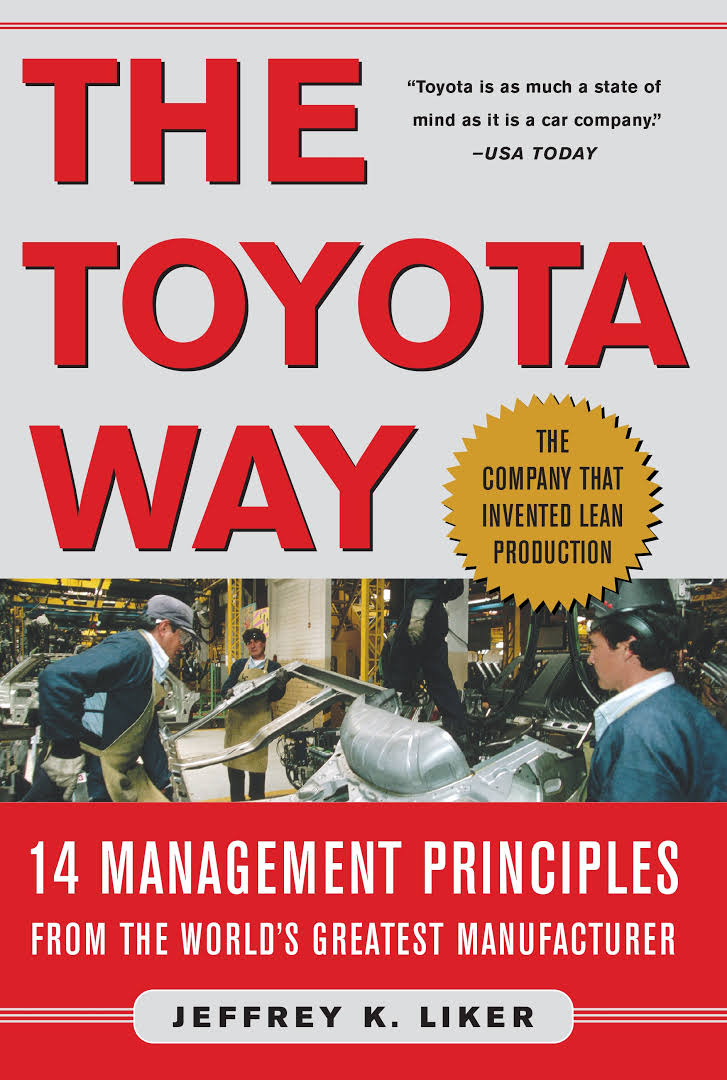 THE
TOYOTA
WAY
“Toyota is as much a state of
mind as it is a car company.”
–USA TODAY
THE
COMPANY THAT
INVENTED LEAN
PRODUCTION
14 MANAGEMENT PRINCIPLES
FROM THE WORLD’S GREATEST MANUFACTURER
JEFFREY K. LIKER